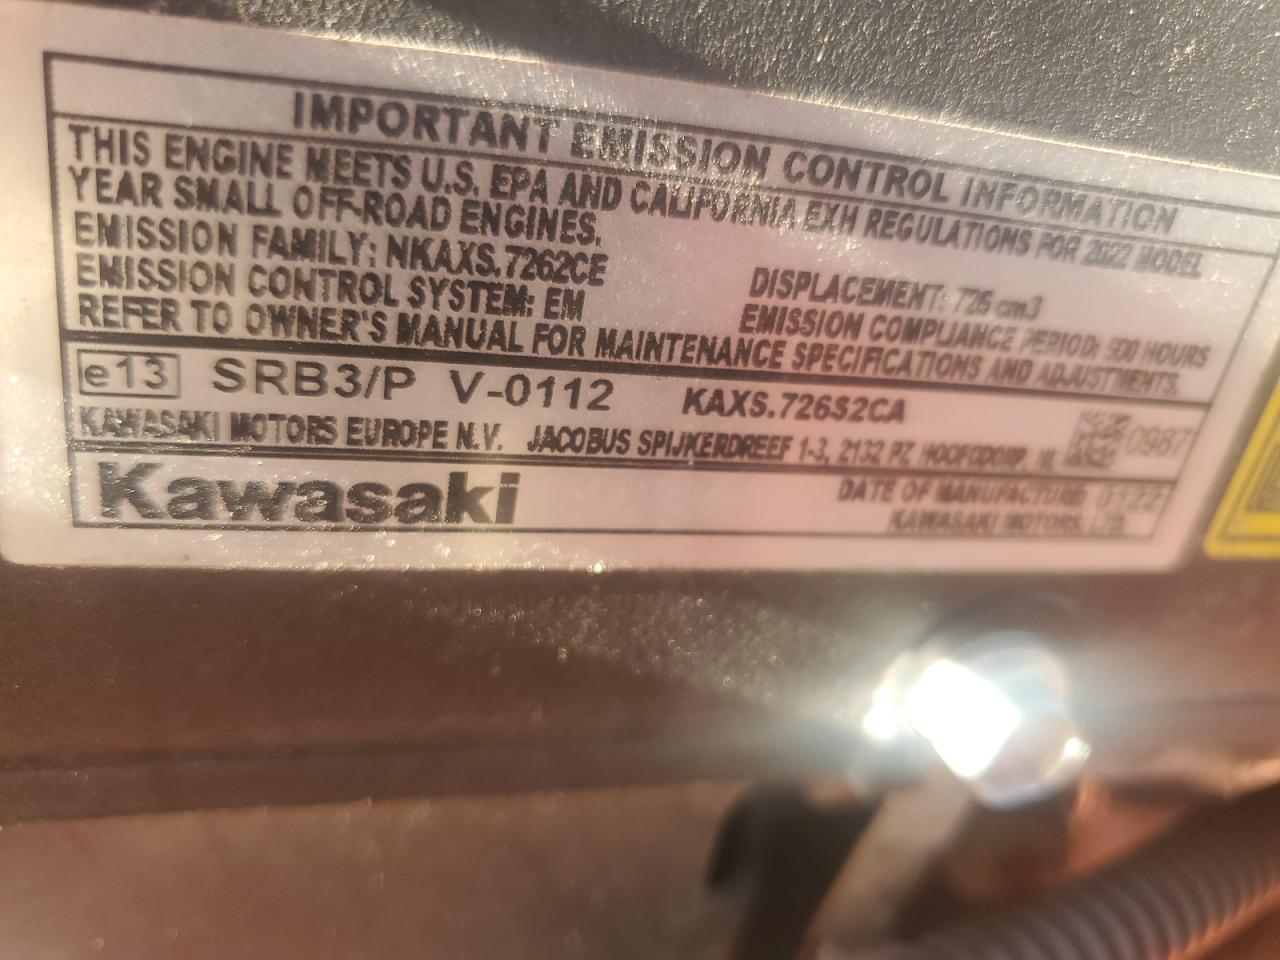 IMPORTANT EMISSION CONTROL INFORMATION
THIS ENGINE MEETS U.S. EPA AND CALIFORNIA EXH REGULATIONS FOR 2022 MODEL
YEAR SMALL OFF-ROAD ENGINES.
EMISSION FAMILY: NKAXS.7262CE DISPLACEMENT: 726 cm3
EMISSION CONTROL SYSTEM: EM EMISSION COMPLIANCE PERIOD: 500 HOURS
REFER TO OWNER'S MANUAL FOR MAINTENANCE SPECIFICATIONS AND ADJUSTMENTS.
e13 SRB3/P V-0112 KAXS.726S2CA
KAWASAKI MOTORS EUROPE N.V. JACOBUS SPIJKERDREEF 1-3, 2132 PZ HOOFDDORP, NL
Kawasaki DATE OF MANUFACTURE 0122
KAWASAKI MOTORS, LTD.